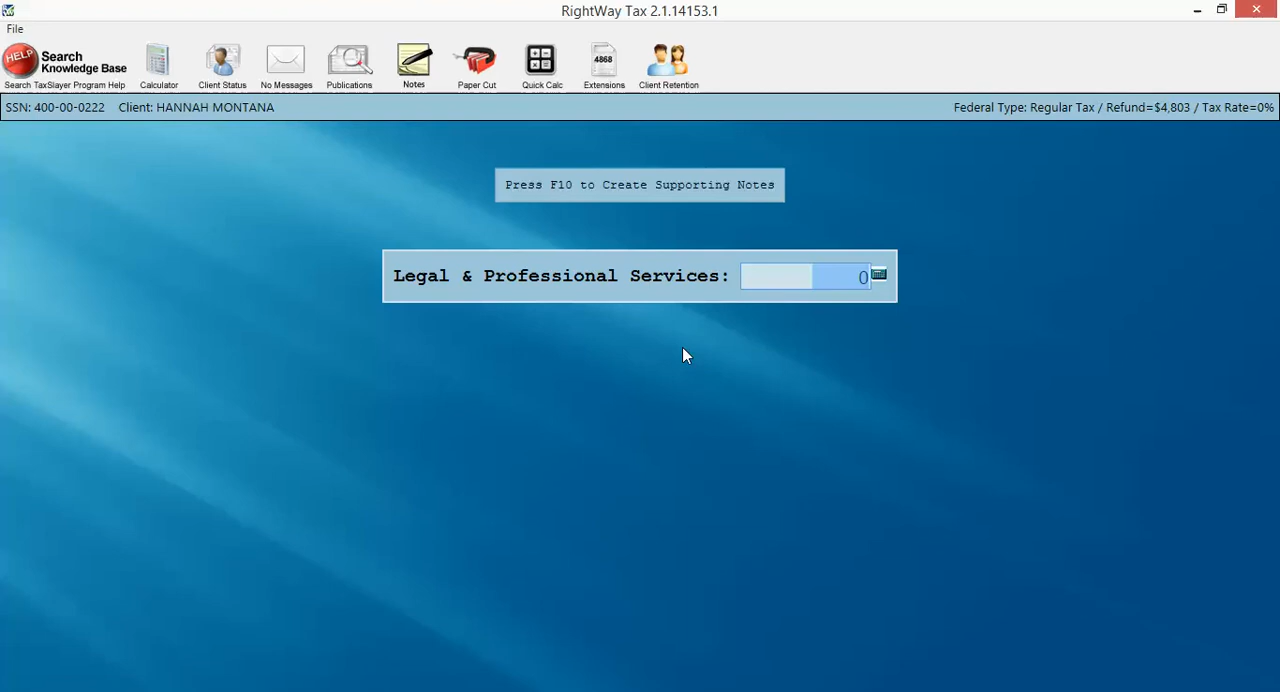 RightWay Tax 2.1.14153.1
File
HELP Search Knowledge Base
Search TaxSlayer Program Help
Calculator
Client Status
No Messages
Publications
Notes
Paper Cut
Quick Calc
4868
Extensions
Client Retention
SSN: 400-00-0222 Client: HANNAH MONTANA Federal Type: Regular Tax / Refund=$4,803 / Tax Rate=0%
Press F10 to Create Supporting Notes
Legal & Professional Services: 0